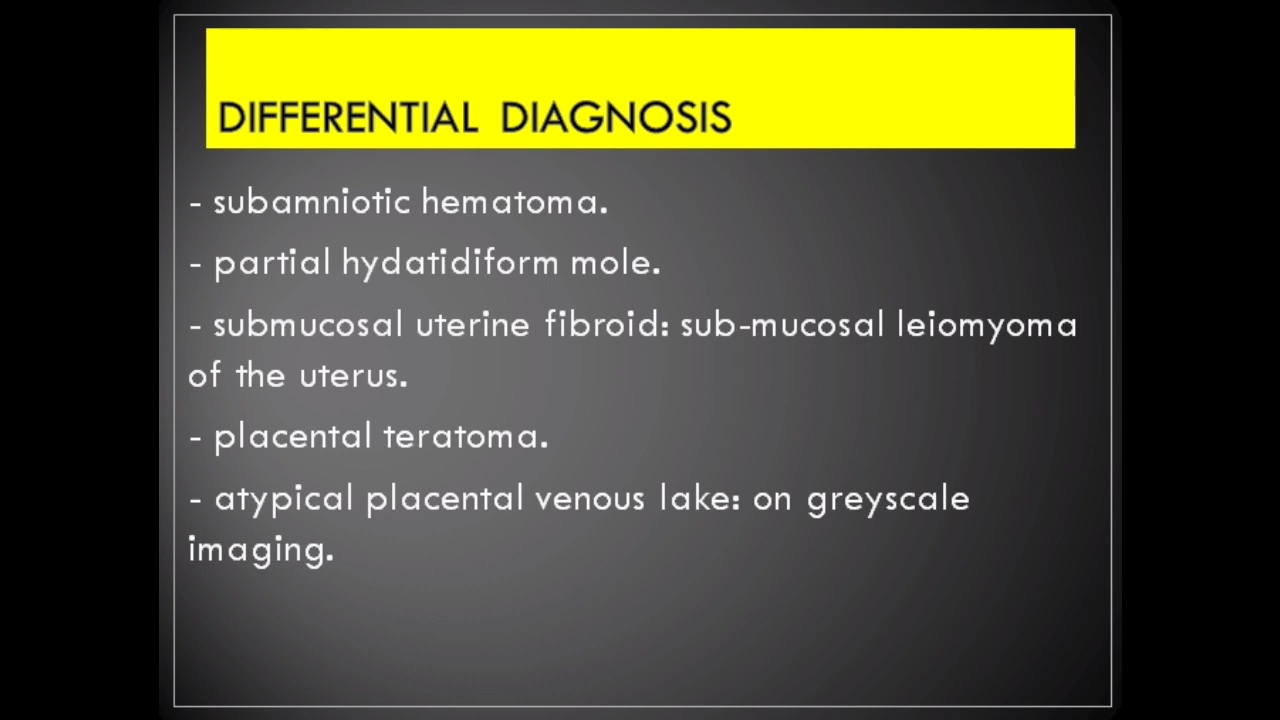 DIFFERENTIAL DIAGNOSIS
- subamniotic hematoma.
- partial hydatidiform mole.
- submucosal uterine fibroid: sub-mucosal leiomyoma
of the uterus.
- placental teratoma.
- atypical placental venous lake: on greyscale
imaging.